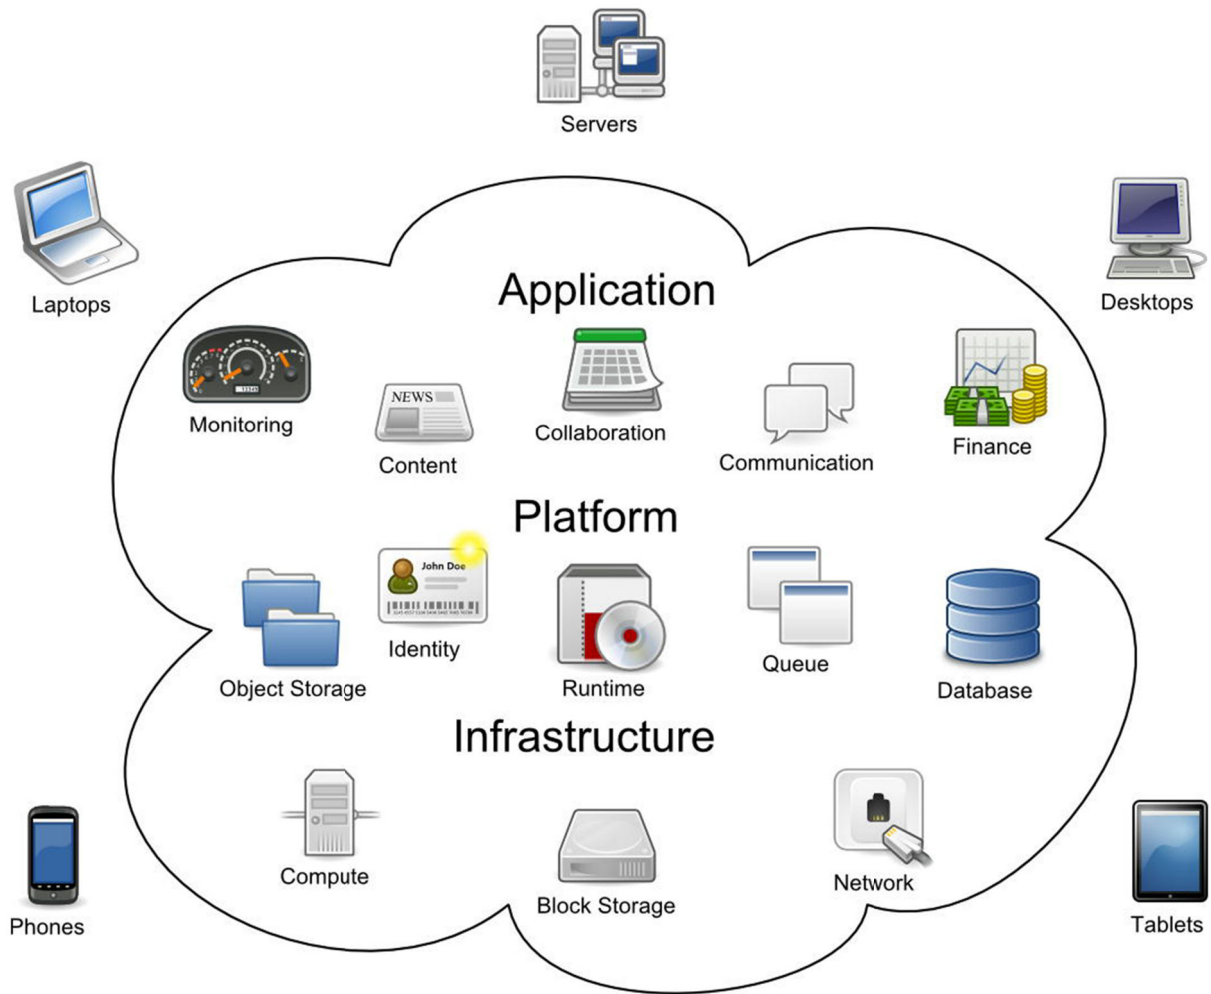 Servers
Laptops
Desktops
Application
Monitoring
NEWS
Content
Collaboration
Communication
Finance
Platform
Object Storage
John Doe
Identity
Runtime
Queue
Database
Infrastructure
Compute
Block Storage
Network
Phones
Tablets